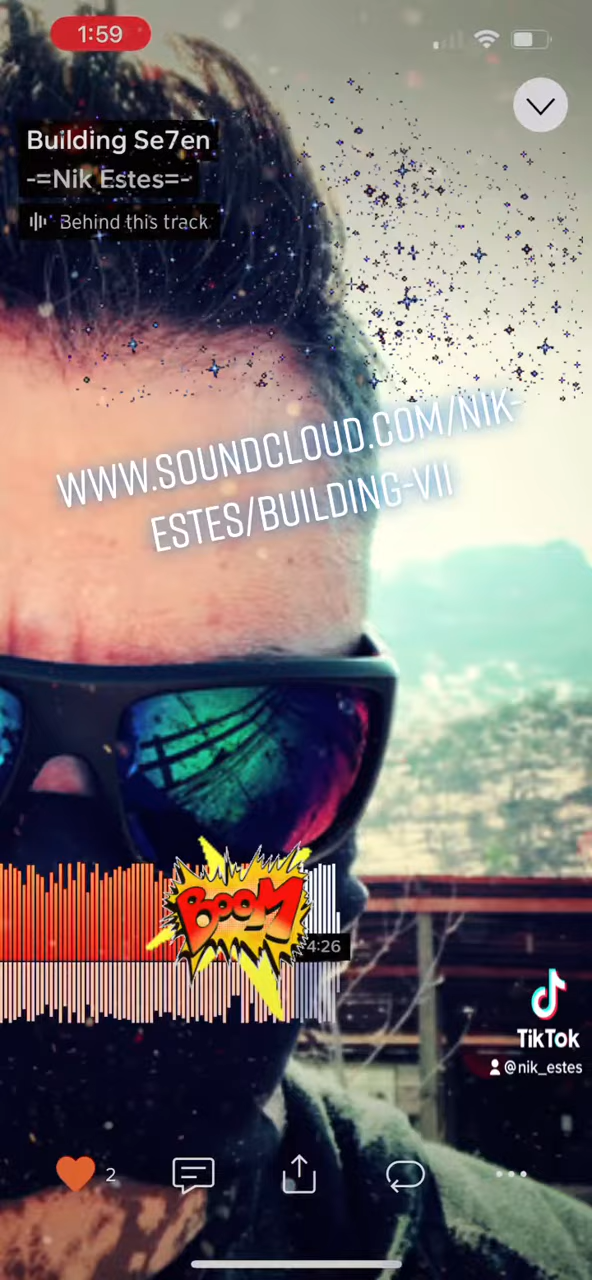 1:59
Building Se7en
-=Nik Estes=-
Behind this track
WWW.SOUNDCLOUD.COM/NIK-
ESTES/BUILDING-VII
BOOM
4:26
TikTok
@nik_estes
2